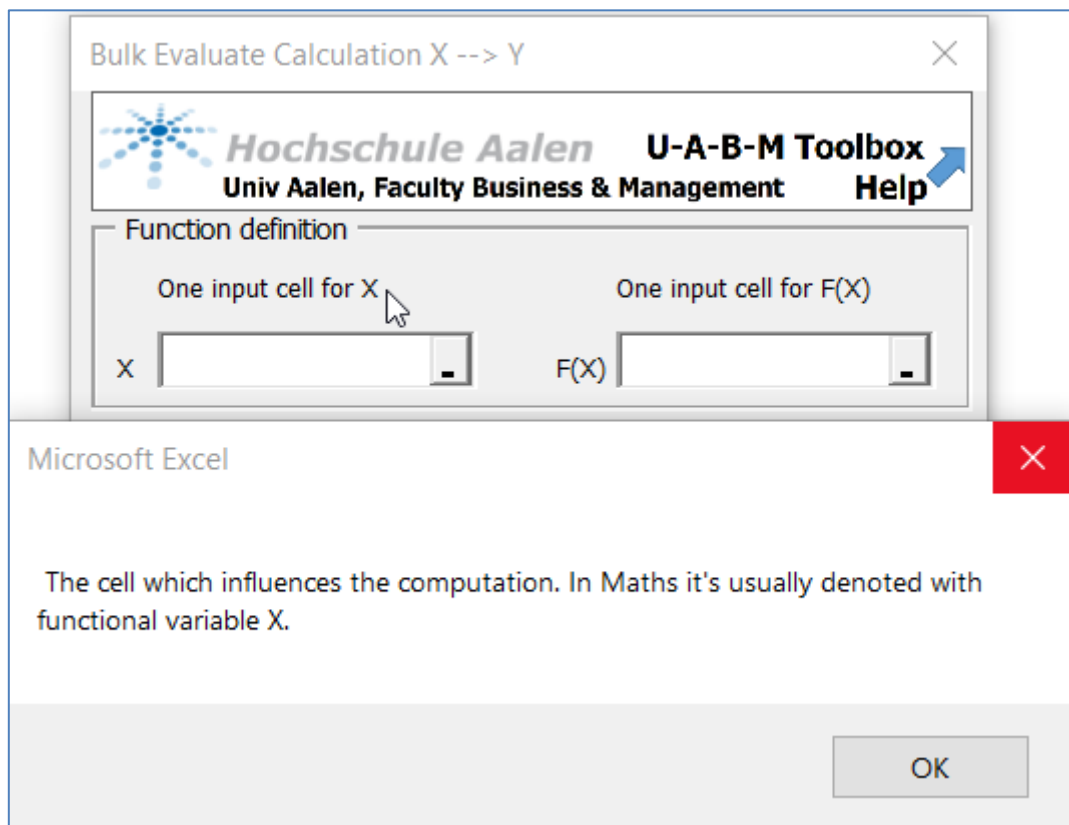 Bulk Evaluate Calculation X --> Y
Hochschule Aalen U-A-B-M Toolbox
Univ Aalen, Faculty Business & Management Help
Function definition
One input cell for X One input cell for F(X)
X F(X)
Microsoft Excel
The cell which influences the computation. In Maths it's usually denoted with
functional variable X.
OK